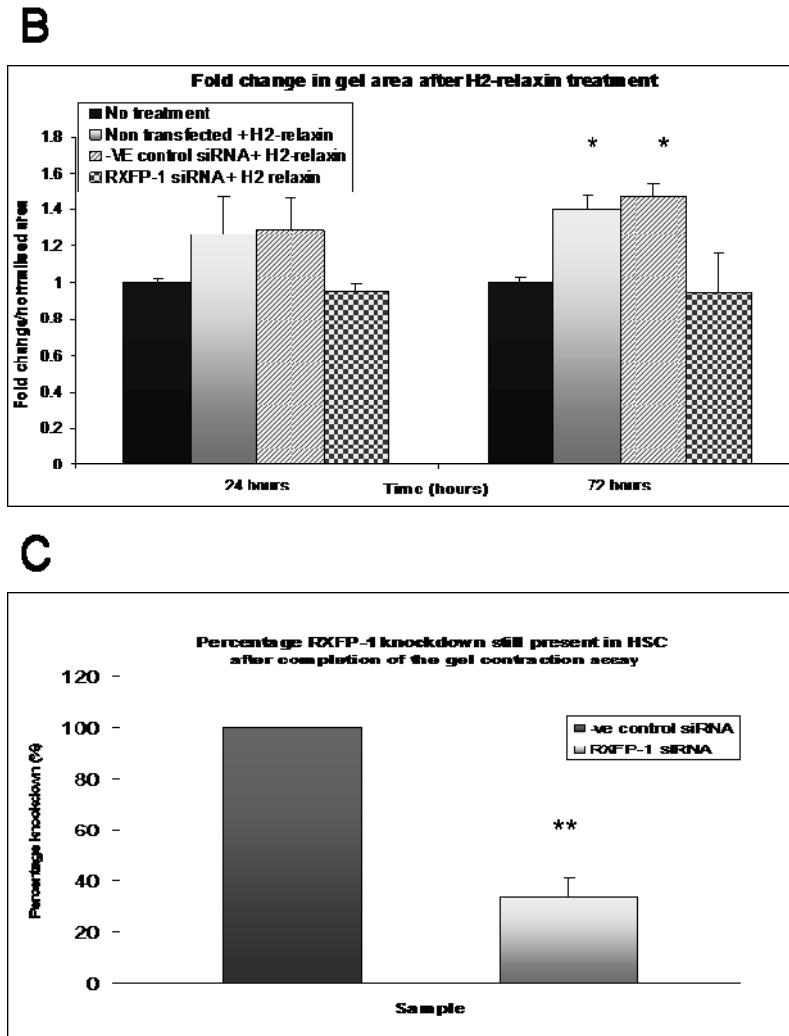 B
Fold change in gel area after H2-relaxin treatment
No treatment
Non transfected +H2-relaxin
-VE control siRNA+ H2-relaxin
RXFP-1 siRNA+ H2 relaxin
* *
Fold change/normalised area
1.8
1.6
1.4
1.2
1
0.8
0.6
0.4
0.2
0
24 hours
Time (hours)
72 hours
C
Percentage RXFP-1 knockdown still present in HSC
after completion of the gel contraction assay
-ve control siRNA
RXFP-1 siRNA
**
Percentage knockdown (%)
120
100
80
60
40
20
0
Sample